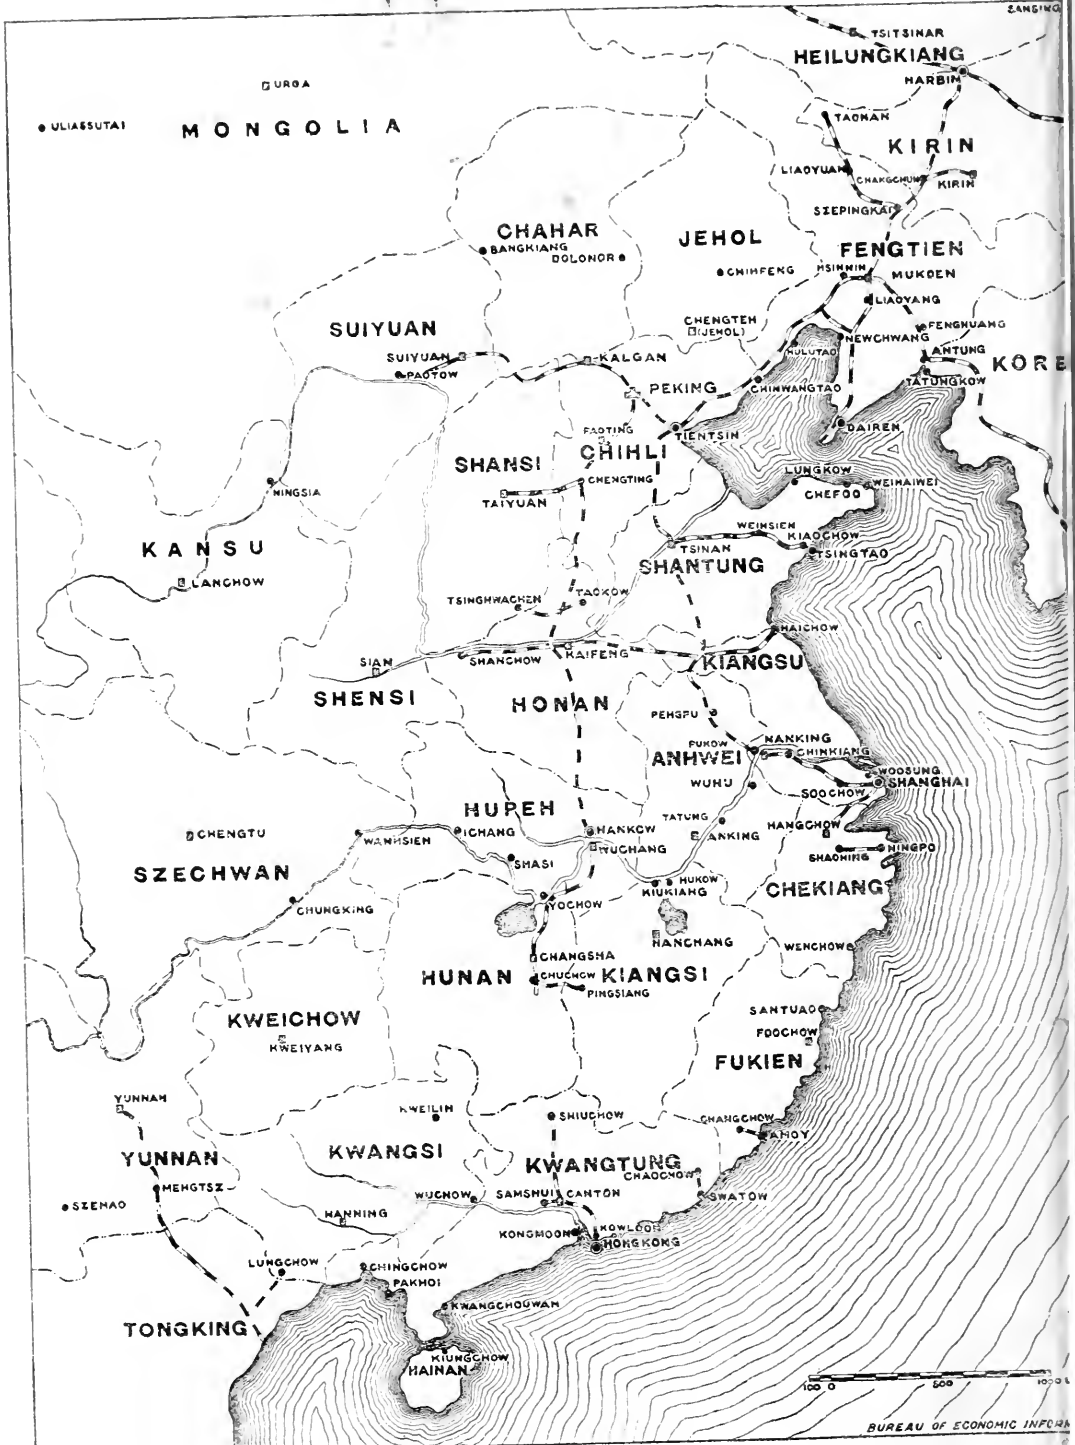 SANSING
TSITSINAR
HEILUNGKIANG
HARBIN
URGA
ULIASSUTAI
MONGOLIA
TAONAN
KIRIN
LIAOYUAN
CHANGCHUN
KIRIN
SZEPINGKAI
CHAHAR
BANGKIANG
DOLONOR
JEHOL
FENGTIEN
CHIHFENG
HSINMIN
MUKDEN
LIAOYANG
CHENGTEH
(JEHOL)
SUIYUAN
FENGHUANG
NEWCHWANG
HULUTAO
SUIYUAN
PAOTOW
KALGAN
ANTUNG
KORE
TATUNGKOW
PEKING
CHINWANGTAO
PAOTING
TIENTSIN
DAIREN
CHIHLI
SHANSI
CHENGTING
LUNGKOW
WEIHAIWEI
CHEFOO
NINGSIA
TAIYUAN
WEIHSIEN
KIAOCHOW
TSINAN
TSINGTAO
KANSU
SHANTUNG
LANCHOW
TSINGHWACHEN
TAOKOW
HAICHOW
SIAN
SHANCHOW
KAIFENG
KIANGSU
SHENSI
HONAN
PENGPU
PUKOW
NANKING
ANHWEI
CHINKIANG
WOOSUNG
SHANGHAI
WUHU
SOOCHOW
HUPEH
TATUNG
CHENGTU
WANHSIEN
ICHANG
HANKOW
ANKING
HANGCHOW
WUCHANG
SHASI
SHAOHING
NINGPO
SZECHWAN
HUKOW
KIUKIANG
CHEKIANG
CHUNGKING
YOCHOW
NANCHANG
WENCHOW
CHANGSHA
HUNAN
CHUCHOW
KIANGSI
PINGSIANG
KWEICHOW
SANTUAO
FOOCHOW
KWEIYANG
FUKIEN
YUNNAN
KWEILIN
SHIUCHOW
CHANGCHOW
AMOY
YUNNAN
KWANGSI
KWANGTUNG
CHAOCHOW
MENGTSZ
SZEMAO
WUCHOW
SAMSHUI
CANTON
SWATOW
NANNING
KONGMOON
KOWLOON
HONGKONG
LUNGCHOW
CHINGCHOW
PAKHOI
TONGKING
KWANGCHOUWAN
KIUNGCHOW
HAINAN
100 0 500 1000 L
BUREAU OF ECONOMIC INFORM